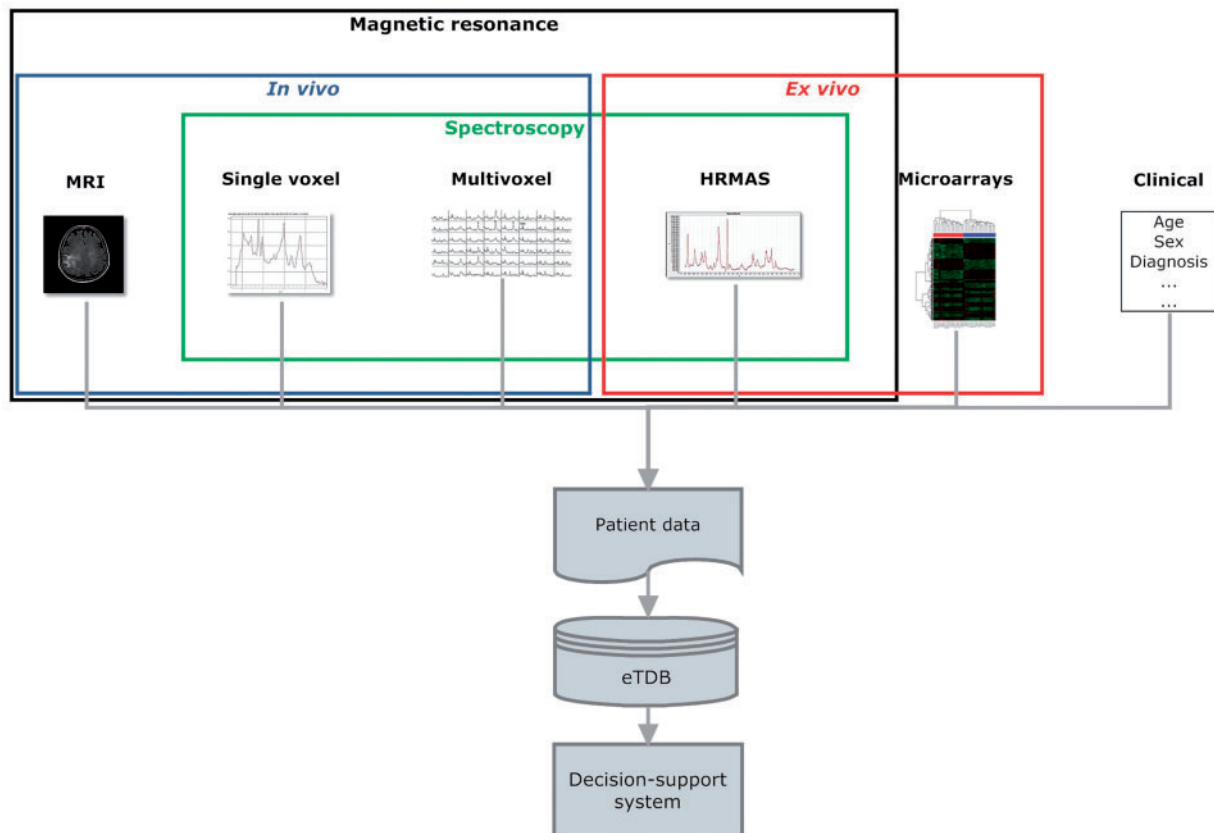 Magnetic resonance
In vivo
Ex vivo
Spectroscopy
MRI
Single voxel
Multivoxel
HRMAS
Microarrays
Clinical
Age
Sex
Diagnosis
...
...
Patient data
eTDB
Decision-support
system